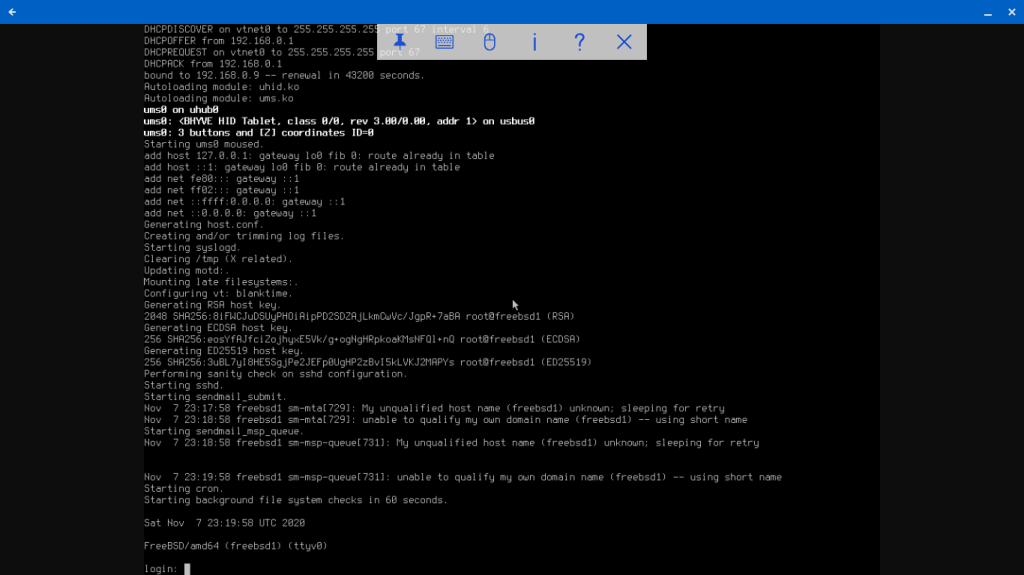 DHCPDISCOVER on vtnet0 to 255.255.255.255 port 67 interval 6
DHCPOFFER from 192.168.0.1
DHCPREQUEST on vtnet0 to 255.255.255.255 port 67
DHCPACK from 192.168.0.1
bound to 192.168.0.9 -- renewal in 43200 seconds.
Autoloading module: uhid.ko
Autoloading module: ums.ko
ums0 on uhub0
ums0: <BHYVE HID Tablet, class 0/0, rev 3.00/0.00, addr 1> on usbus0
ums0: 3 buttons and [Z] coordinates ID=0
Starting ums0 moused.
add host 127.0.0.1: gateway lo0 fib 0: route already in table
add host ::1: gateway lo0 fib 0: route already in table
add net fe80::: gateway ::1
add net ff02::: gateway ::1
add net ::ffff:0.0.0.0: gateway ::1
add net ::0.0.0.0: gateway ::1
Generating host.conf.
Creating and/or trimming log files.
Starting syslogd.
Clearing /tmp (X related).
Updating motd:.
Mounting late filesystems:.
Configuring vt: blanktime.
Generating RSA host key.
2048 SHA256:8iFWCJuDSUyPHOiAipPD2SDZAjLkmCwVc/JgpR+7aBA root@freebsd1 (RSA)
Generating ECDSA host key.
256 SHA256:eosYfAJfciZojhyxE5Vk/g+ogNgHRpkoaKMsNFQl+nQ root@freebsd1 (ECDSA)
Generating ED25519 host key.
256 SHA256:3uBL7yI8HE5SgjPe2JEFp0UgHP2zBvI5kLVKJ2MAPYs root@freebsd1 (ED25519)
Performing sanity check on sshd configuration.
Starting sshd.
Starting sendmail_submit.
Nov  7 23:17:58 freebsd1 sm-mta[729]: My unqualified host name (freebsd1) unknown; sleeping for retry
Nov  7 23:18:58 freebsd1 sm-mta[729]: unable to qualify my own domain name (freebsd1) -- using short name
Starting sendmail_msp_queue.
Nov  7 23:18:58 freebsd1 sm-msp-queue[731]: My unqualified host name (freebsd1) unknown; sleeping for retry
Nov  7 23:19:58 freebsd1 sm-msp-queue[731]: unable to qualify my own domain name (freebsd1) -- using short name
Starting cron.
Starting background file system checks in 60 seconds.
Sat Nov  7 23:19:58 UTC 2020
FreeBSD/amd64 (freebsd1) (ttyv0)
login: